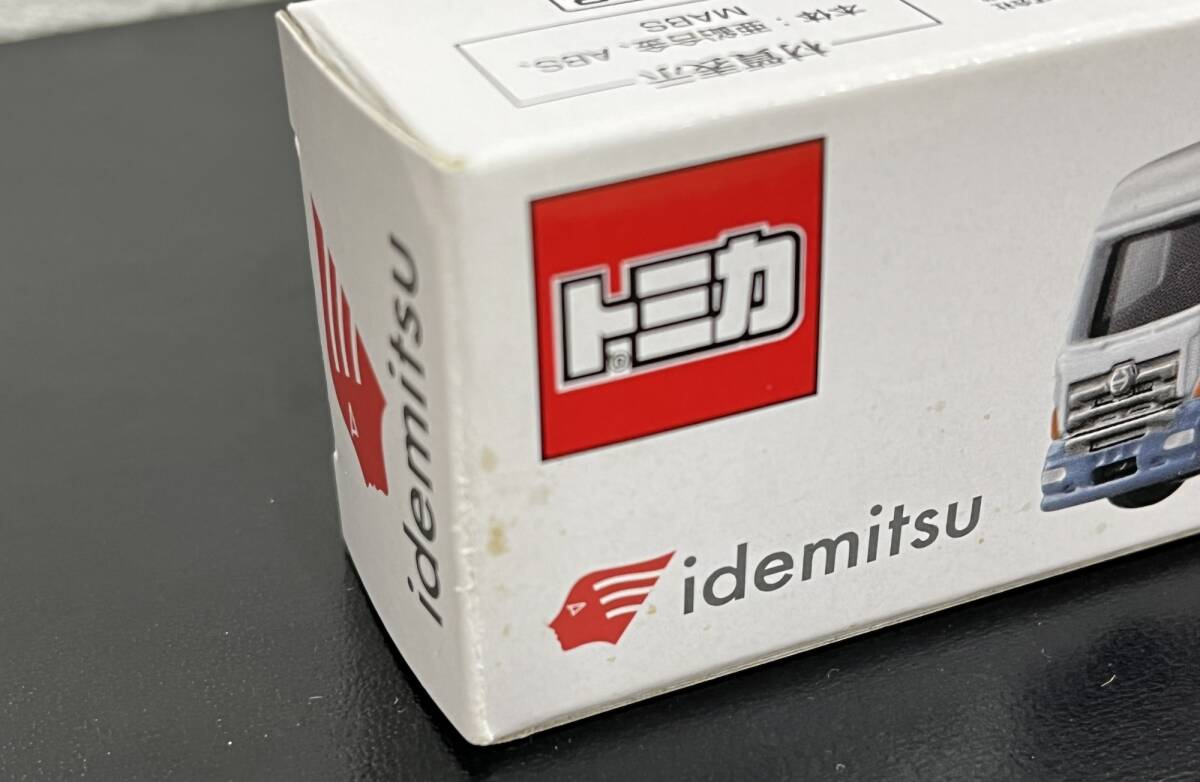 材質表示
本体：亜鉛合金、ABS、
MABS
トミカ
idemitsu
idemitsu